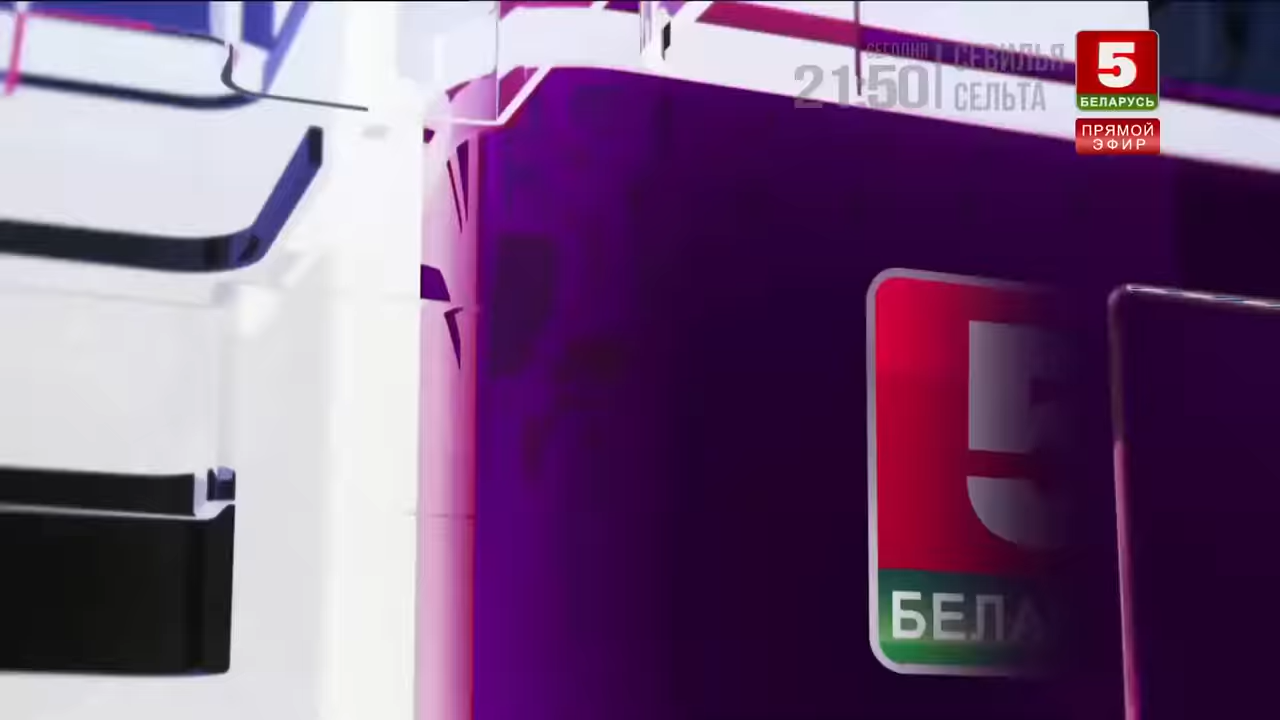 СЕГОДНЯ
21:50
СЕВИЛЬЯ
СЕЛЬТА
5
БЕЛАРУСЬ
ПРЯМОЙ
ЭФИР
5
БЕЛА